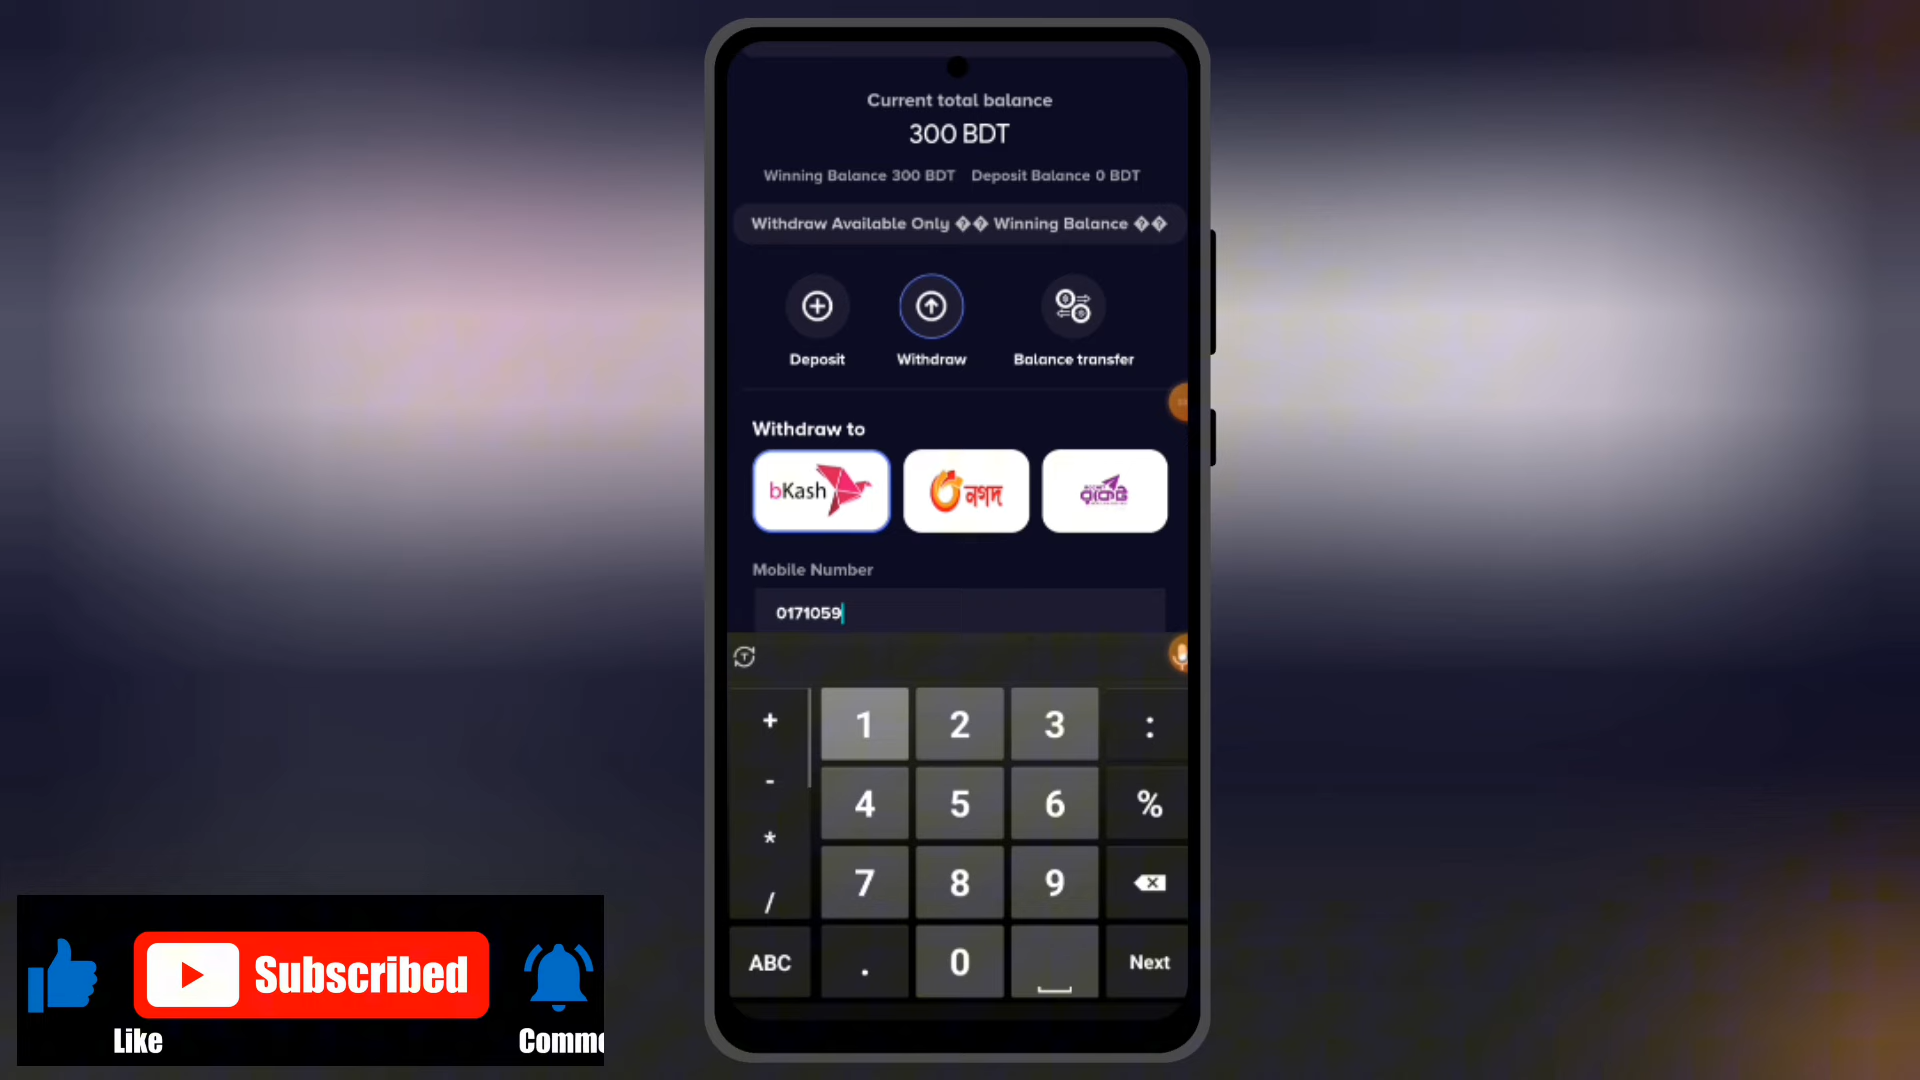 Current total balance
300 BDT
Winning Balance 300 BDT Deposit Balance 0 BDT
Withdraw Available Only �� Winning Balance ��
Deposit Withdraw Balance transfer
Withdraw to
bKash নগদ রকেট
Mobile Number
0171059
+ 1 2 3 :
- 4 5 6 %
* 7 8 9
/
ABC . 0 Next
Subscribed
Like Comme